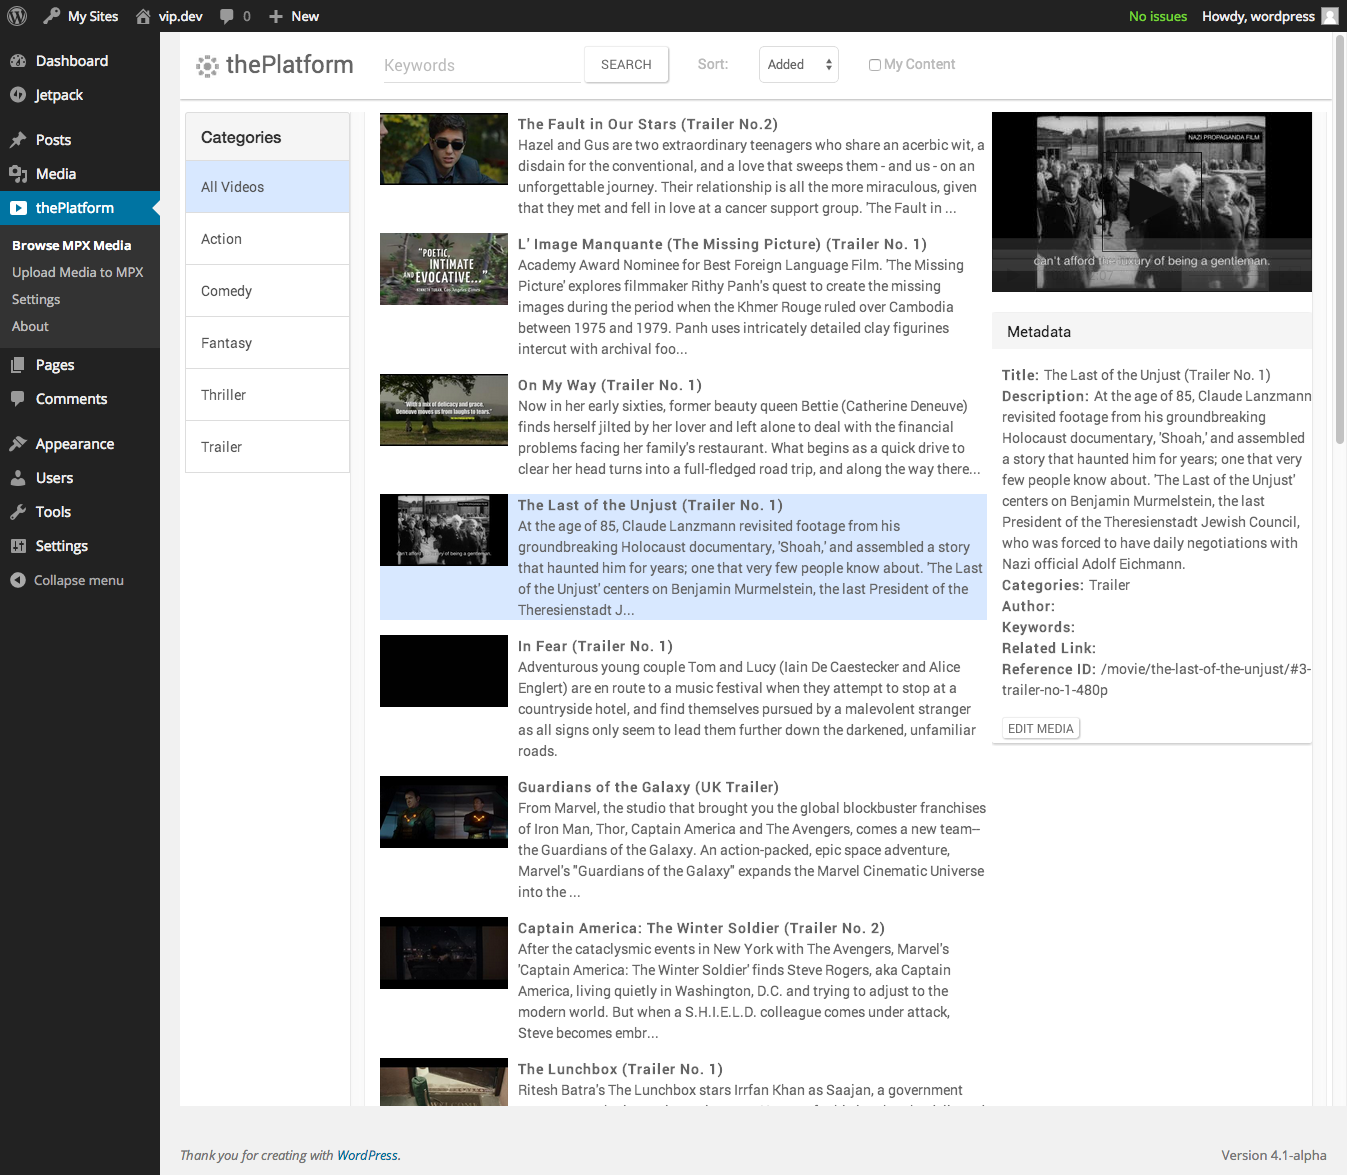 My Sites vip.dev 0 New No issues Howdy, wordpress
Dashboard
Jetpack
Posts
Media
thePlatform
Browse MPX Media
Upload Media to MPX
Settings
About
Pages
Comments
Appearance
Users
Tools
Settings
Collapse menu
thePlatform Keywords SEARCH Sort: Added My Content
Categories
All Videos
Action
Comedy
Fantasy
Thriller
Trailer
The Fault in Our Stars (Trailer No.2)
Hazel and Gus are two extraordinary teenagers who share an acerbic wit, a
disdain for the conventional, and a love that sweeps them - and us - on an
unforgettable journey. Their relationship is all the more miraculous, given
that they met and fell in love at a cancer support group. 'The Fault in ...
"POETIC,
INTIMATE
AND EVOCATIVE..."
L' Image Manquante (The Missing Picture) (Trailer No. 1)
Academy Award Nominee for Best Foreign Language Film. 'The Missing
Picture' explores filmmaker Rithy Panh's quest to create the missing
images during the period when the Khmer Rouge ruled over Cambodia
between 1975 and 1979. Panh uses intricately detailed clay figurines
intercut with archival foo...
"With a mix of delicacy and grace,
Deneuve moves us from laughs to tears."
On My Way (Trailer No. 1)
Now in her early sixties, former beauty queen Bettie (Catherine Deneuve)
finds herself jilted by her lover and left alone to deal with the financial
problems facing her family's restaurant. What begins as a quick drive to
clear her head turns into a full-fledged road trip, and along the way there...
can't afford the luxury of being a gentleman.
The Last of the Unjust (Trailer No. 1)
At the age of 85, Claude Lanzmann revisited footage from his
groundbreaking Holocaust documentary, 'Shoah,' and assembled a story
that haunted him for years; one that very few people know about. 'The Last
of the Unjust' centers on Benjamin Murmelstein, the last President of the
Theresienstadt J...
In Fear (Trailer No. 1)
Adventurous young couple Tom and Lucy (Iain De Caestecker and Alice
Englert) are en route to a music festival when they attempt to stop at a
countryside hotel, and find themselves pursued by a malevolent stranger
as all signs only seem to lead them further down the darkened, unfamiliar
roads.
Guardians of the Galaxy (UK Trailer)
From Marvel, the studio that brought you the global blockbuster franchises
of Iron Man, Thor, Captain America and The Avengers, comes a new team--
the Guardians of the Galaxy. An action-packed, epic space adventure,
Marvel's "Guardians of the Galaxy" expands the Marvel Cinematic Universe
into the ...
Captain America: The Winter Soldier (Trailer No. 2)
After the cataclysmic events in New York with The Avengers, Marvel's
'Captain America: The Winter Soldier' finds Steve Rogers, aka Captain
America, living quietly in Washington, D.C. and trying to adjust to the
modern world. But when a S.H.I.E.L.D. colleague comes under attack,
Steve becomes embr...
The Lunchbox (Trailer No. 1)
Ritesh Batra's The Lunchbox stars Irrfan Khan as Saajan, a government
NAZI PROPAGANDA FILM
can't afford the luxury of being a gentleman.
Metadata
Title: The Last of the Unjust (Trailer No. 1)
Description: At the age of 85, Claude Lanzmann
revisited footage from his groundbreaking
Holocaust documentary, 'Shoah,' and assembled
a story that haunted him for years; one that very
few people know about. 'The Last of the Unjust'
centers on Benjamin Murmelstein, the last
President of the Theresienstadt Jewish Council,
who was forced to have daily negotiations with
Nazi official Adolf Eichmann.
Categories: Trailer
Author:
Keywords:
Related Link:
Reference ID: /movie/the-last-of-the-unjust/#3-
trailer-no-1-480p
EDIT MEDIA
Thank you for creating with WordPress. Version 4.1-alpha